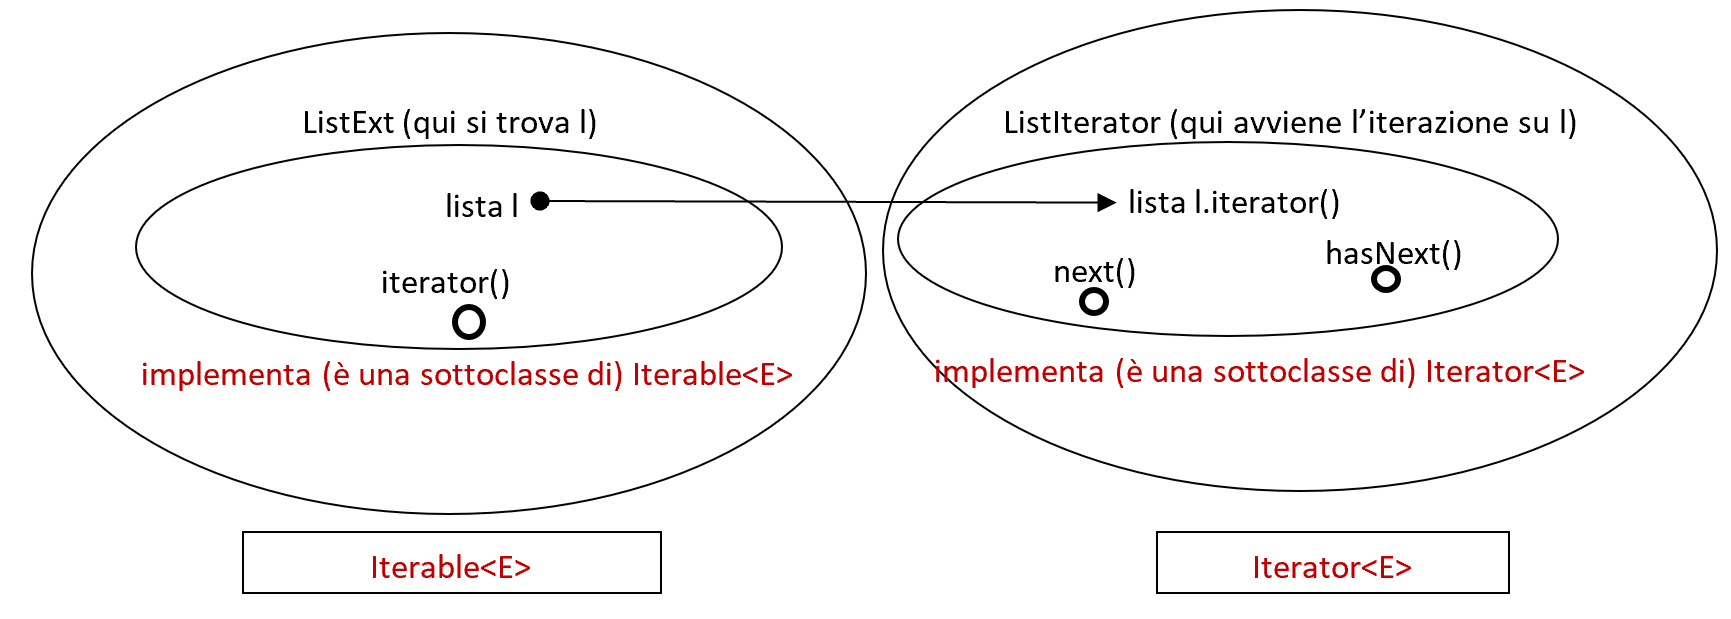 ListExt (qui si trova l)
lista l
iterator()
implementa (è una sottoclasse di) Iterable<E>
Iterable<E>
ListIterator (qui avviene l’iterazione su l)
lista l.iterator()
hasNext()
next()
implementa (è una sottoclasse di) Iterator<E>
Iterator<E>